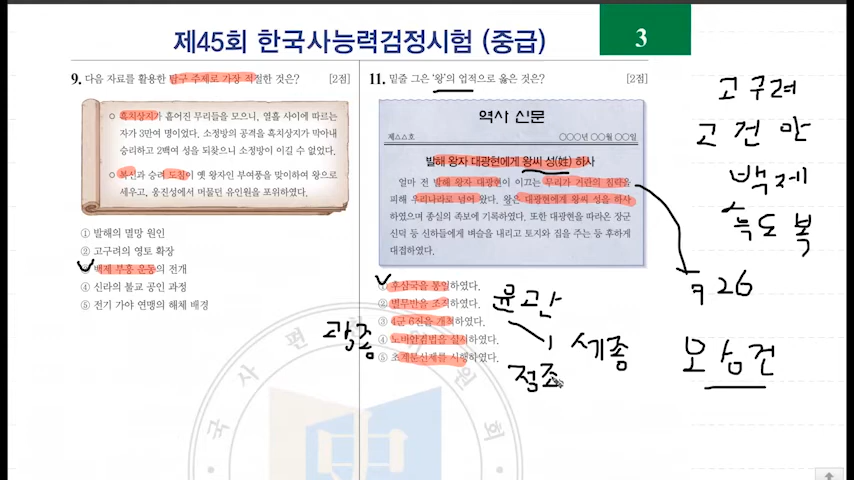 제45회 한국사능력검정시험 (중급)
3
9. 다음 자료를 활용한 탐구 주제로 가장 적절한 것은? [2점]
○ 흑치상지가 흩어진 무리들을 모으니, 열흘 사이에 따르는
자가 3만여 명이었다. 소정방의 공격을 흑치상지가 막아내
승리하고 2백여 성을 되찾으니 소정방이 이길 수 없었다.
○ 복신과 승려 도침이 옛 왕자인 부여풍을 맞이하여 왕으로
세우고, 웅진성에서 머물던 유인원을 포위하였다.
① 발해의 멸망 원인
② 고구려의 영토 확장
③ 백제 부흥 운동의 전개
④ 신라의 불교 공인 과정
⑤ 전기 가야 연맹의 해체 배경
11. 밑줄 그은 ‘왕’의 업적으로 옳은 것은? [2점]
역사 신문
제스스호 ○○○년 ○○월 ○○일
발해 왕자 대광현에게 왕씨 성(姓) 하사
얼마 전 발해 왕자 대광현이 이끄는 무리가 거란의 침략을
피해 우리나라로 넘어 왔다. 왕은 대광현에게 왕씨 성을 하사
하였으며 종실의 족보에 기록하였다. 또한 대광현을 따라온 장군
신덕 등 신하들에게 벼슬을 내리고 토지와 집을 주는 등 후하게
대접하였다.
① 후삼국을 통일하였다.
② 별무반을 조직하였다.
③ 4군 6진을 개척하였다.
④ 노비안검법을 실시하였다.
⑤ 초계문신제를 시행하였다.
윤관
광종
세종
정조
고구려
고 건 만
백제
흑 도 복
926
왕건
국사편찬위원회